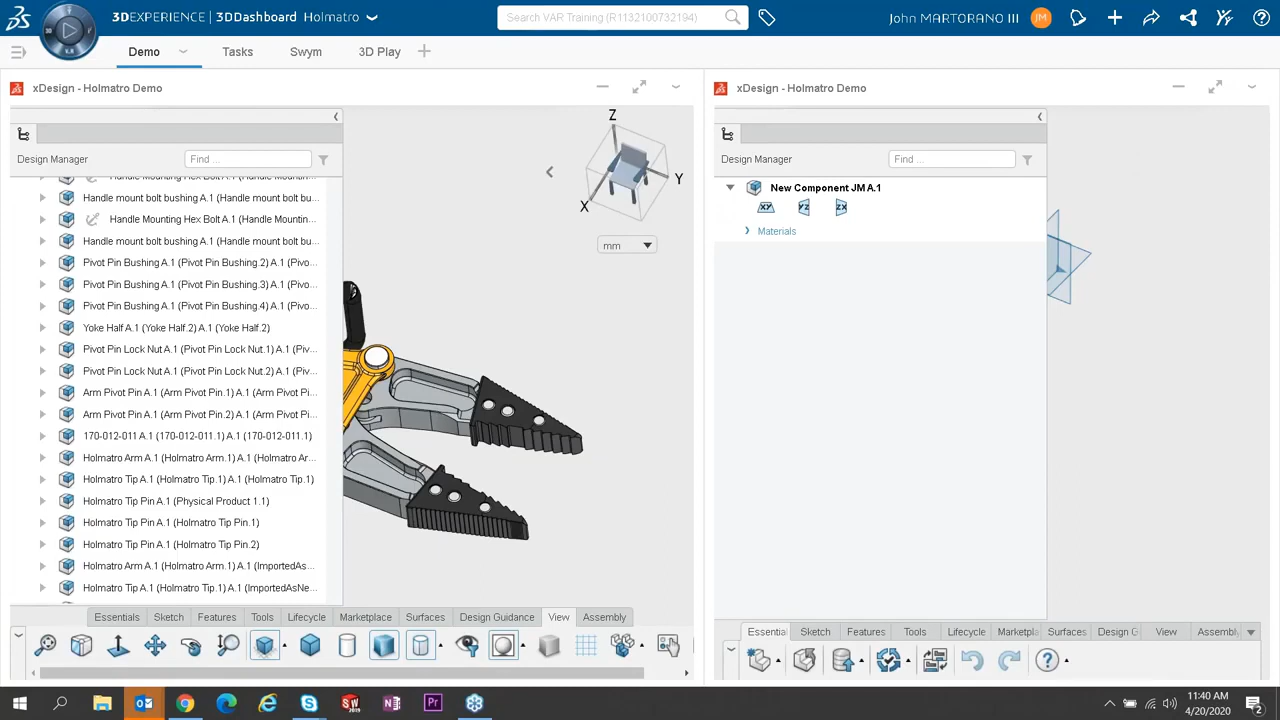 3DEXPERIENCE | 3DDashboard Holmatro
Search VAR Training (R1132100732194)
John MARTORANO III JM
Demo Tasks Swym 3D Play
xDesign - Holmatro Demo
Design Manager Find ...
Handle mount bolt bushing A.1 (Handle mount bolt bu...
Handle Mounting Hex Bolt A.1 (Handle Mountin...
Handle mount bolt bushing A.1 (Handle mount bolt bu...
Pivot Pin Bushing A.1 (Pivot Pin Bushing.2) A.1 (Pivo...
Pivot Pin Bushing A.1 (Pivot Pin Bushing.3) A.1 (Pivo...
Pivot Pin Bushing A.1 (Pivot Pin Bushing.4) A.1 (Pivo...
Yoke Half A.1 (Yoke Half.2) A.1 (Yoke Half.2)
Pivot Pin Lock Nut A.1 (Pivot Pin Lock Nut.1) A.1 (Piv...
Pivot Pin Lock Nut A.1 (Pivot Pin Lock Nut.2) A.1 (Piv...
Arm Pivot Pin A.1 (Arm Pivot Pin.1) A.1 (Arm Pivot Pi...
Arm Pivot Pin A.1 (Arm Pivot Pin.2) A.1 (Arm Pivot Pi...
170-012-011 A.1 (170-012-011.1) A.1 (170-012-011.1)
Holmatro Arm A.1 (Holmatro Arm.1) A.1 (Holmatro Ar...
Holmatro Tip A.1 (Holmatro Tip.1) A.1 (Holmatro Tip.1)
Holmatro Tip Pin A.1 (Physical Product 1.1)
Holmatro Tip Pin A.1 (Holmatro Tip Pin.1)
Holmatro Tip Pin A.1 (Holmatro Tip Pin.2)
Holmatro Arm A.1 (Holmatro Arm.1) A.1 (ImportedAs...
Holmatro Tip A.1 (Holmatro Tip.1) A.1 (ImportedAsNe...
Z
Y
X
mm
Essentials Sketch Features Tools Lifecycle Marketplace Surfaces Design Guidance View Assembly
xDesign - Holmatro Demo
Design Manager Find ...
New Component JM A.1
XY YZ ZX
Materials
Essential Sketch Features Tools Lifecycle Marketpla Surfaces Design G View Assembl
11:40 AM
4/20/2020